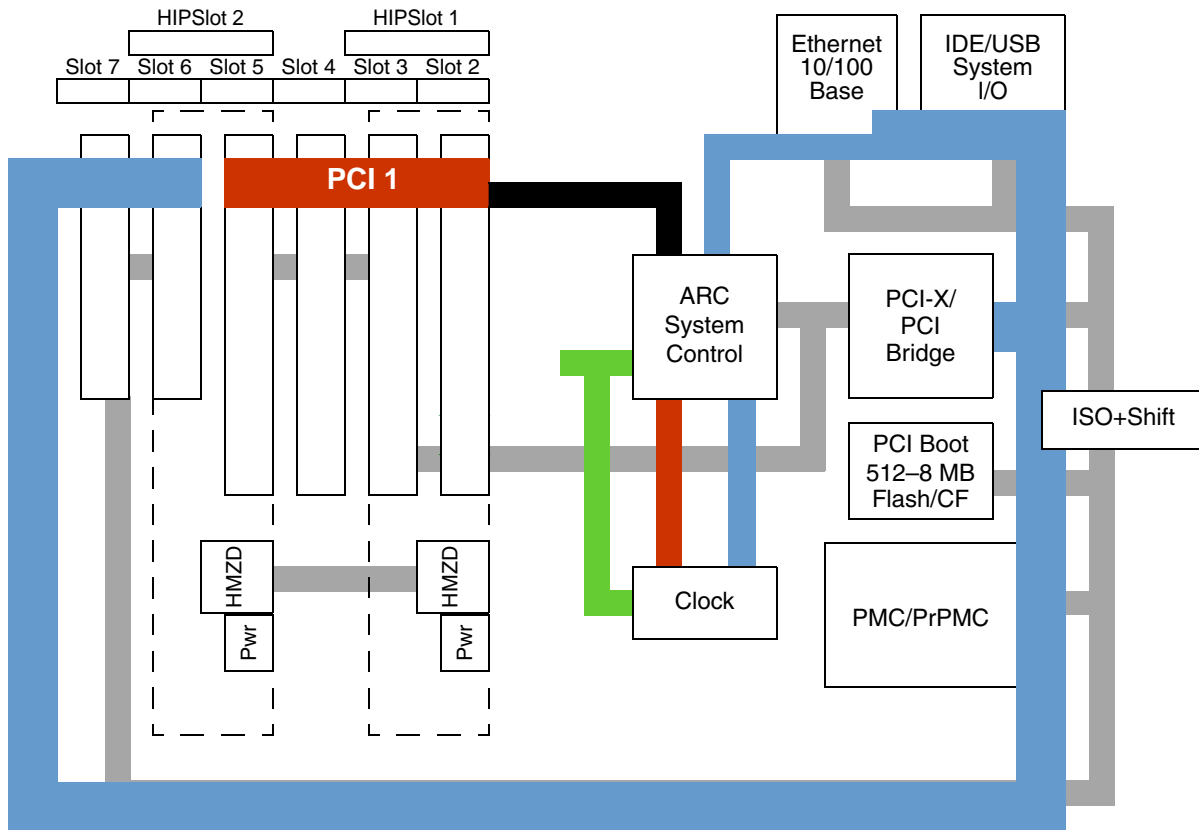 HIPSlot 2
HIPSlot 1
Slot 7
Slot 6
Slot 5
Slot 4
Slot 3
Slot 2
Ethernet
10/100
Base
IDE/USB
System
I/O
PCI 1
ARC
System
Control
PCI-X/
PCI
Bridge
ISO+Shift
PCI Boot
512–8 MB
Flash/CF
HMZD
HMZD
Clock
PMC/PrPMC
Pwr
Pwr